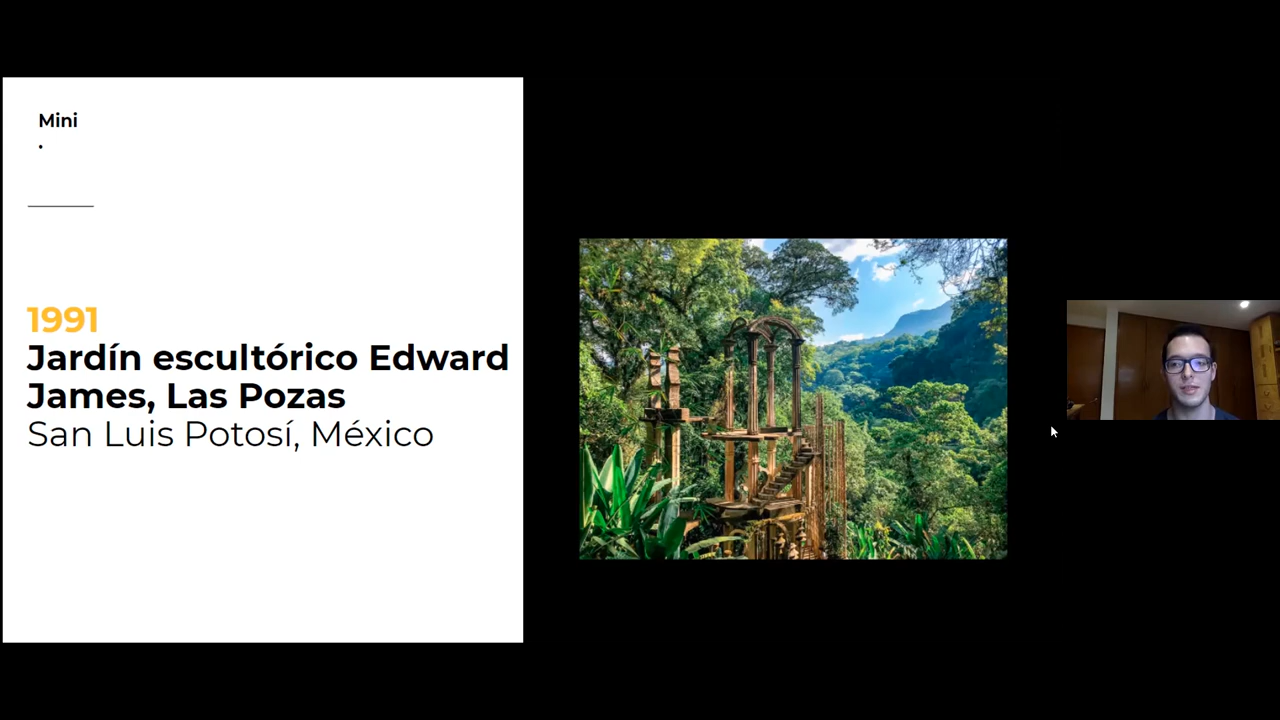 Mini
.
1991
Jardín escultórico Edward
James, Las Pozas
San Luis Potosí, México